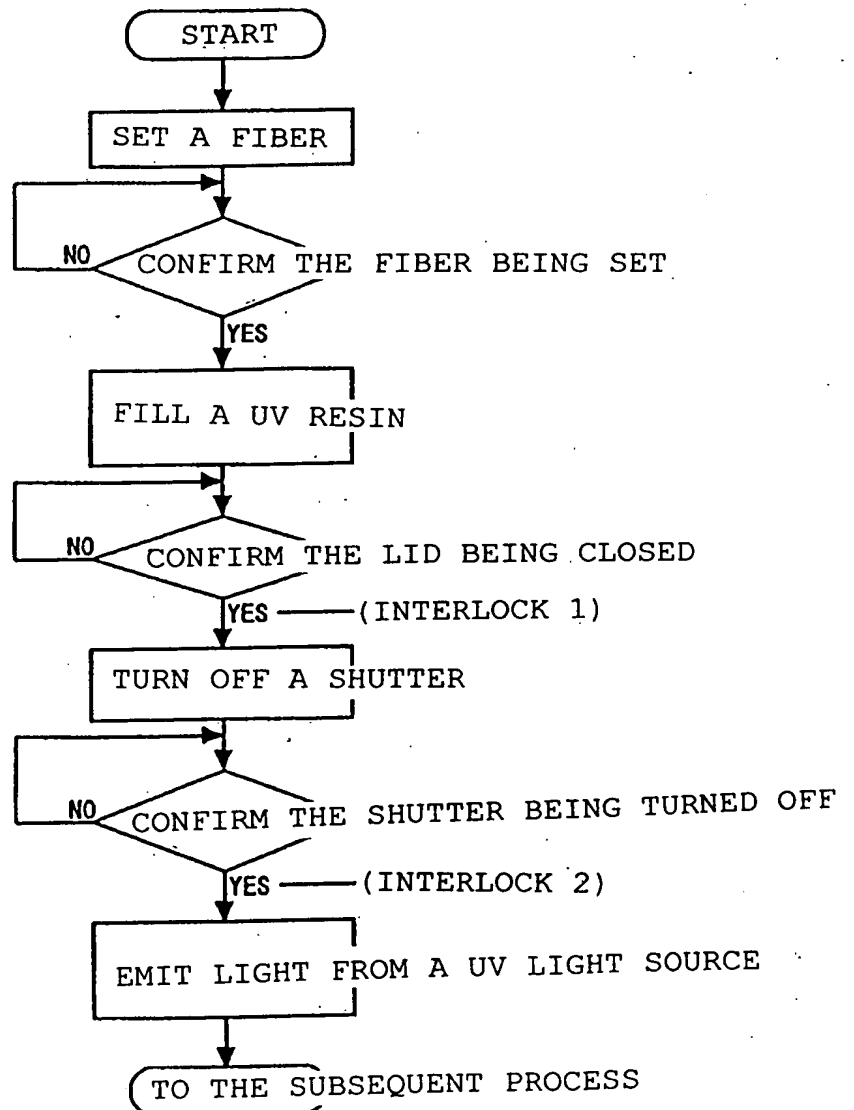 START
SET A FIBER
NO
CONFIRM THE FIBER BEING SET
YES
FILL A UV RESIN
NO
CONFIRM THE LID BEING CLOSED
YES
(INTERLOCK 1)
TURN OFF A SHUTTER
NO
CONFIRM THE SHUTTER BEING TURNED OFF
YES
(INTERLOCK 2)
EMIT LIGHT FROM A UV LIGHT SOURCE
TO THE SUBSEQUENT PROCESS